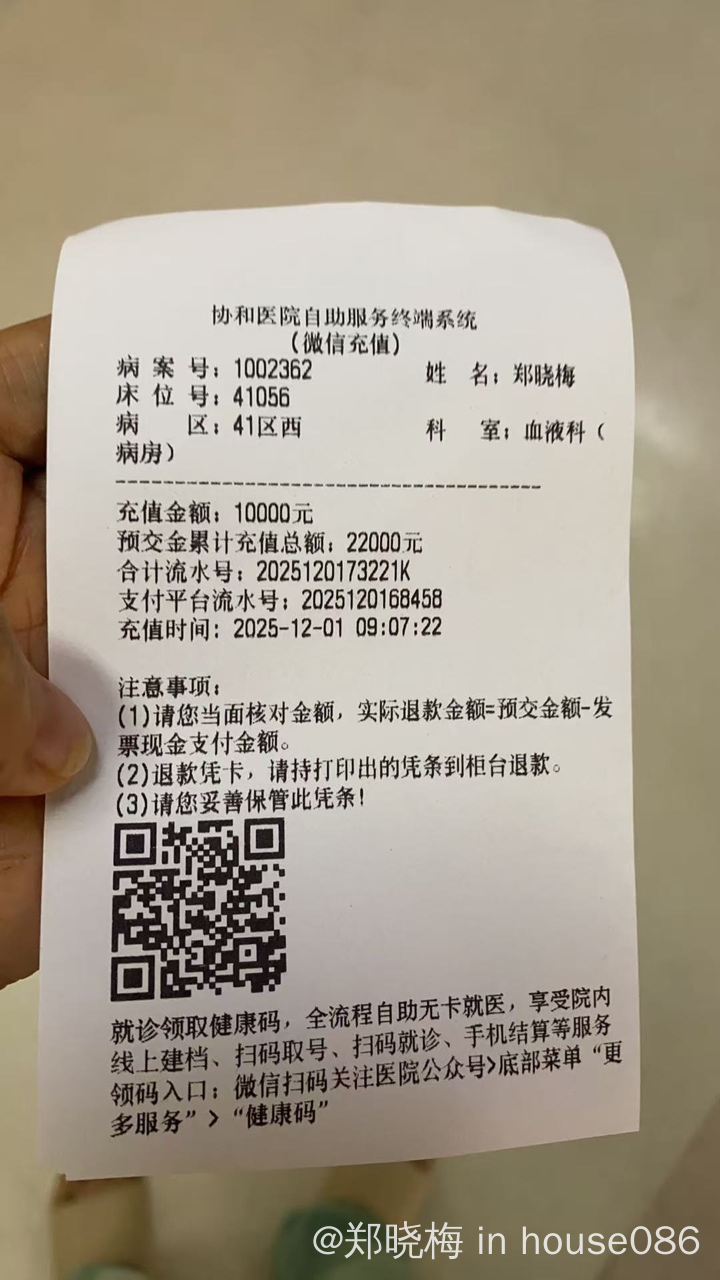 协和医院自助服务终端系统
(微信充值)
病 案 号：1002362 姓 名：郑晓梅
床 位 号：41056
病 区：41区西 科 室：血液科（
病房）
------------------------------------
充值金额：10000元
预交金累计充值总额：22000元
合计流水号：2025120173221K
支付平台流水号：2025120168458
充值时间：2025-12-01 09:07:22
注意事项：
(1)请您当面核对金额，实际退款金额=预交金额-发
票现金支付金额。
(2)退款凭卡，请持打印出的凭条到柜台退款。
(3)请您妥善保管此凭条！
就诊领取健康码，全流程自助无卡就医，享受院内
线上建档、扫码取号、扫码就诊、手机结算等服务
领码入口：微信扫码关注医院公众号>底部菜单“更
多服务” > “健康码”
@郑晓梅 in house086